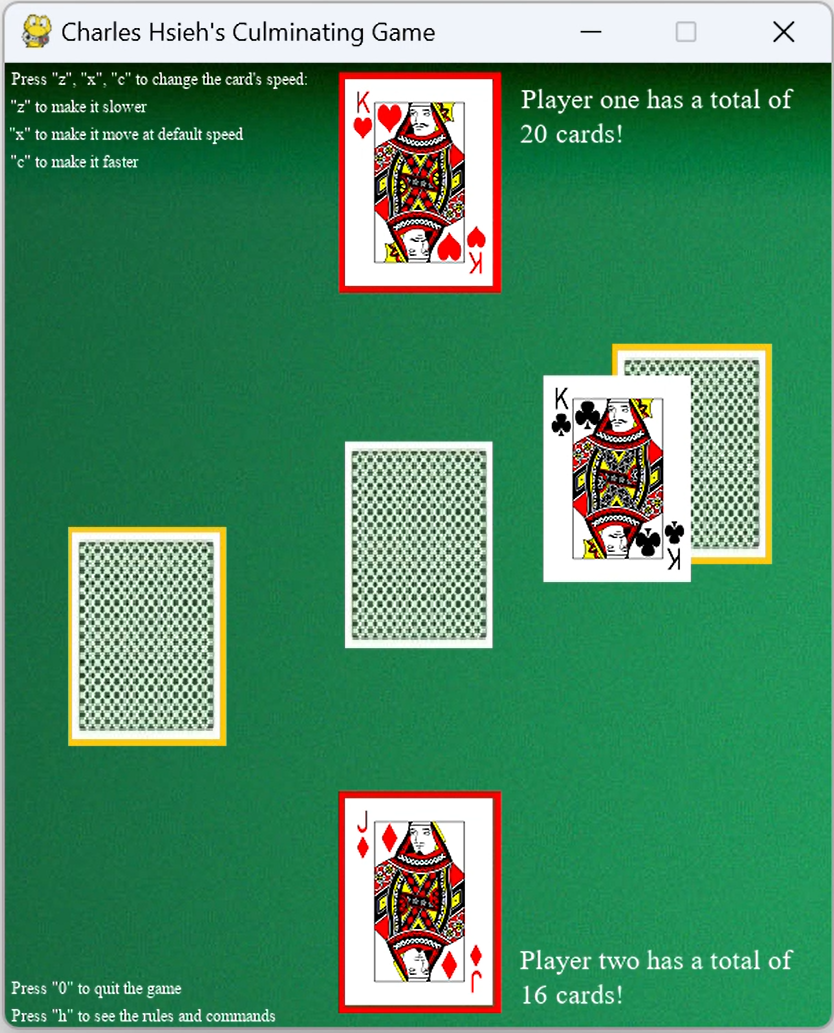 Charles Hsieh's Culminating Game
Press "z", "x", "c" to change the card's speed:
"z" to make it slower
"x" to make it move at default speed
"c" to make it faster
K
K
Player one has a total of
20 cards!
K
K
J
J
Player two has a total of
16 cards!
Press "0" to quit the game
Press "h" to see the rules and commands